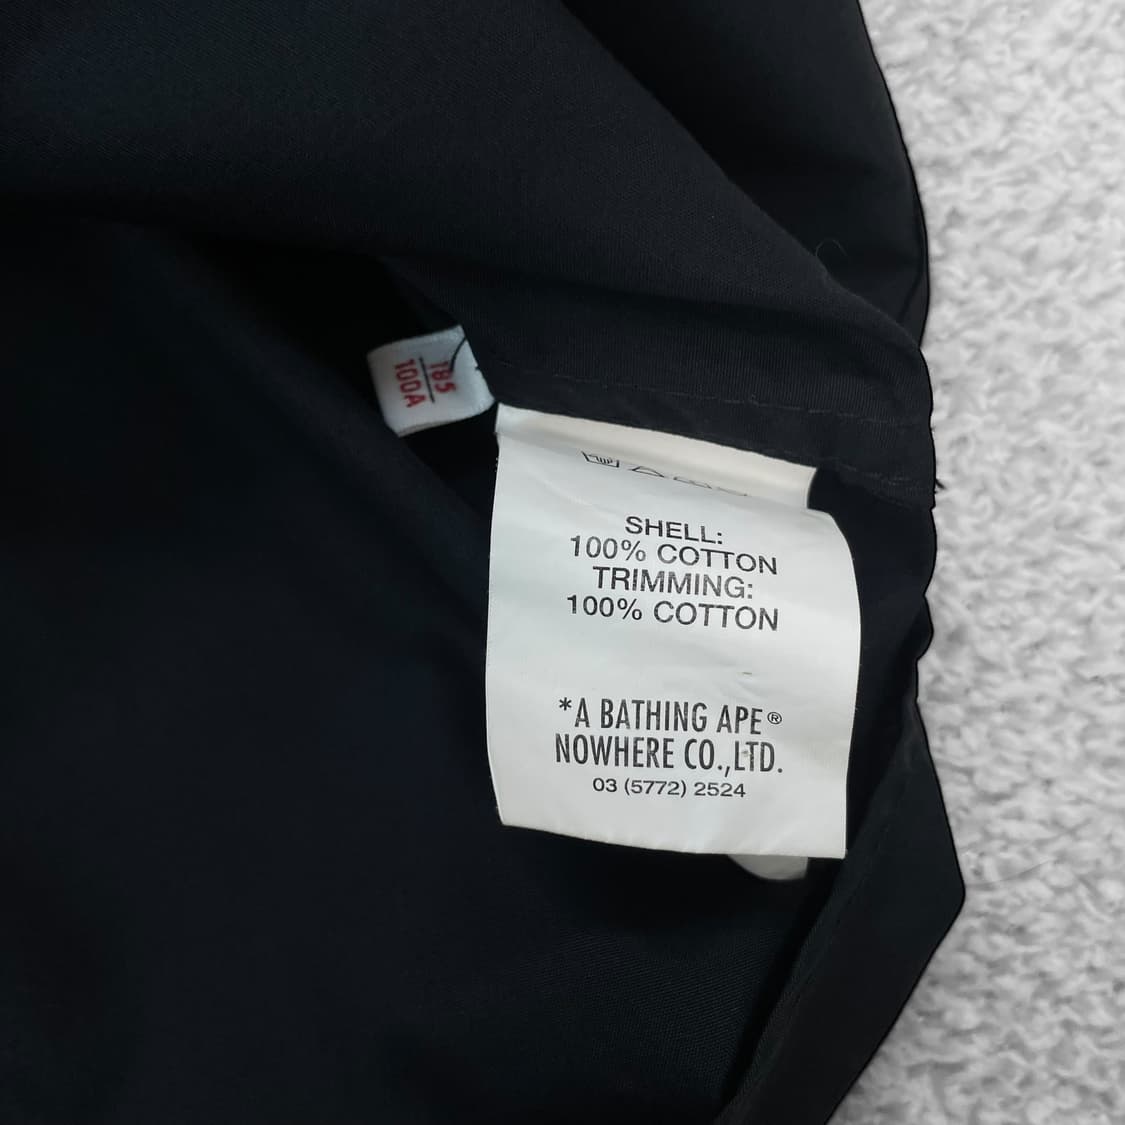 185
100A
SHELL:
100% COTTON
TRIMMING:
100% COTTON
*A BATHING APE®
NOWHERE CO.,LTD.
03 (5772) 2524